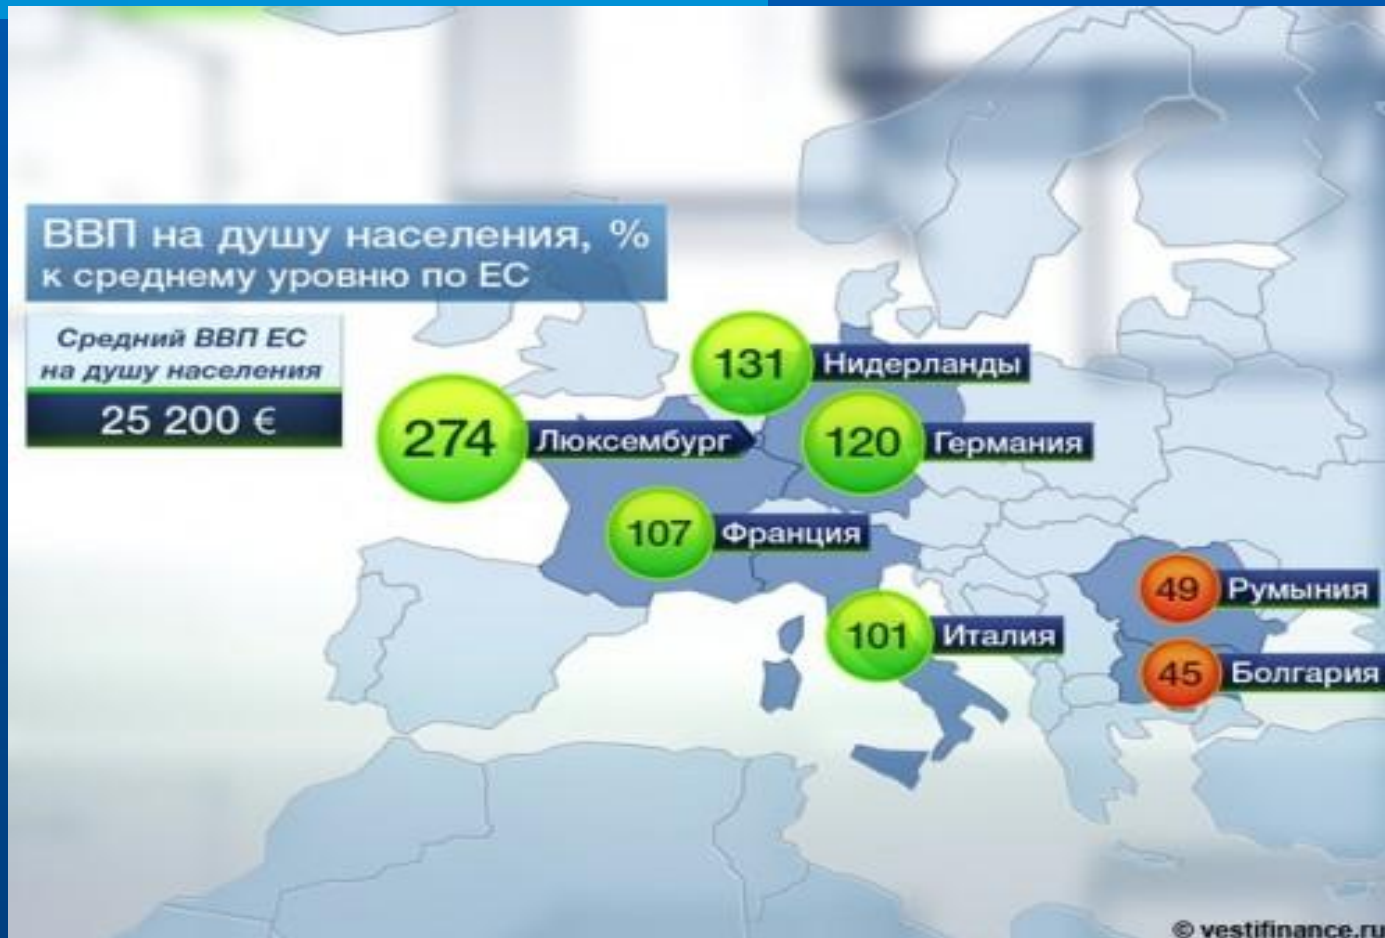 ВВП на душу населения, %
к среднему уровню по ЕС
Средний ВВП ЕС
на душу населения
25 200 €
131 Нидерланды
274 Люксембург
120 Германия
107 Франция
49 Румыния
101 Италия
45 Болгария
© vestifinance.ru